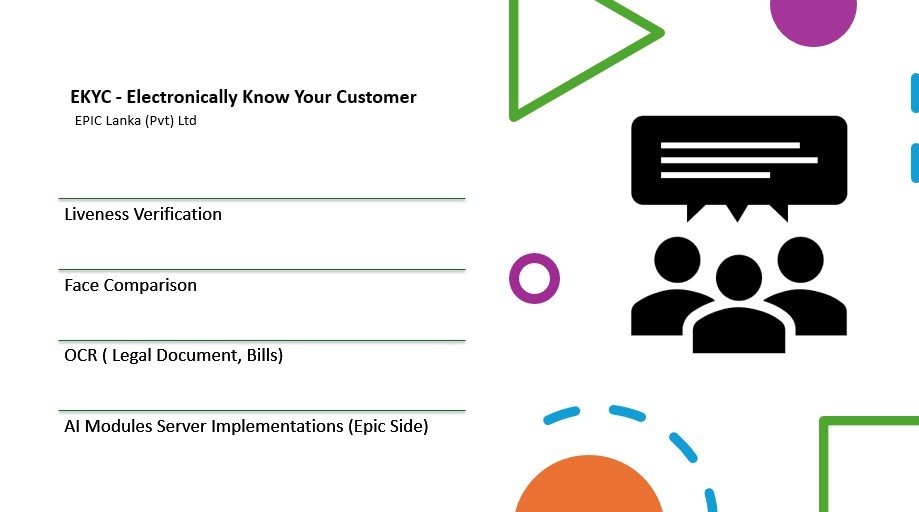 EKYC - Electronically Know Your Customer
EPIC Lanka (Pvt) Ltd
Liveness Verification
Face Comparison
OCR ( Legal Document, Bills)
AI Modules Server Implementations (Epic Side)